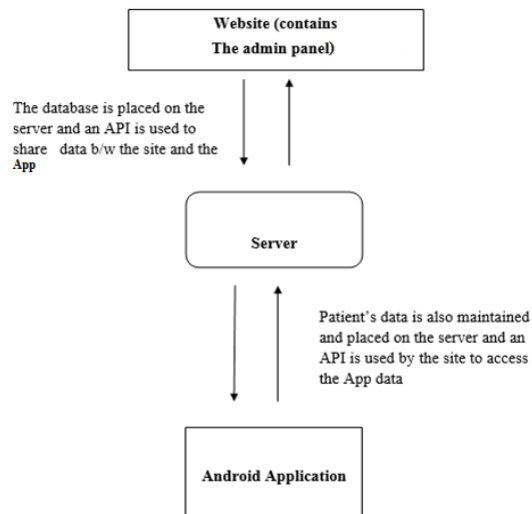 Website (contains
The admin panel)
The database is placed on the
server and an API is used to
share data b/w the site and the
App
Server
Patient's data is also maintained
and placed on the server and an
API is used by the site to access
the App data
Android Application